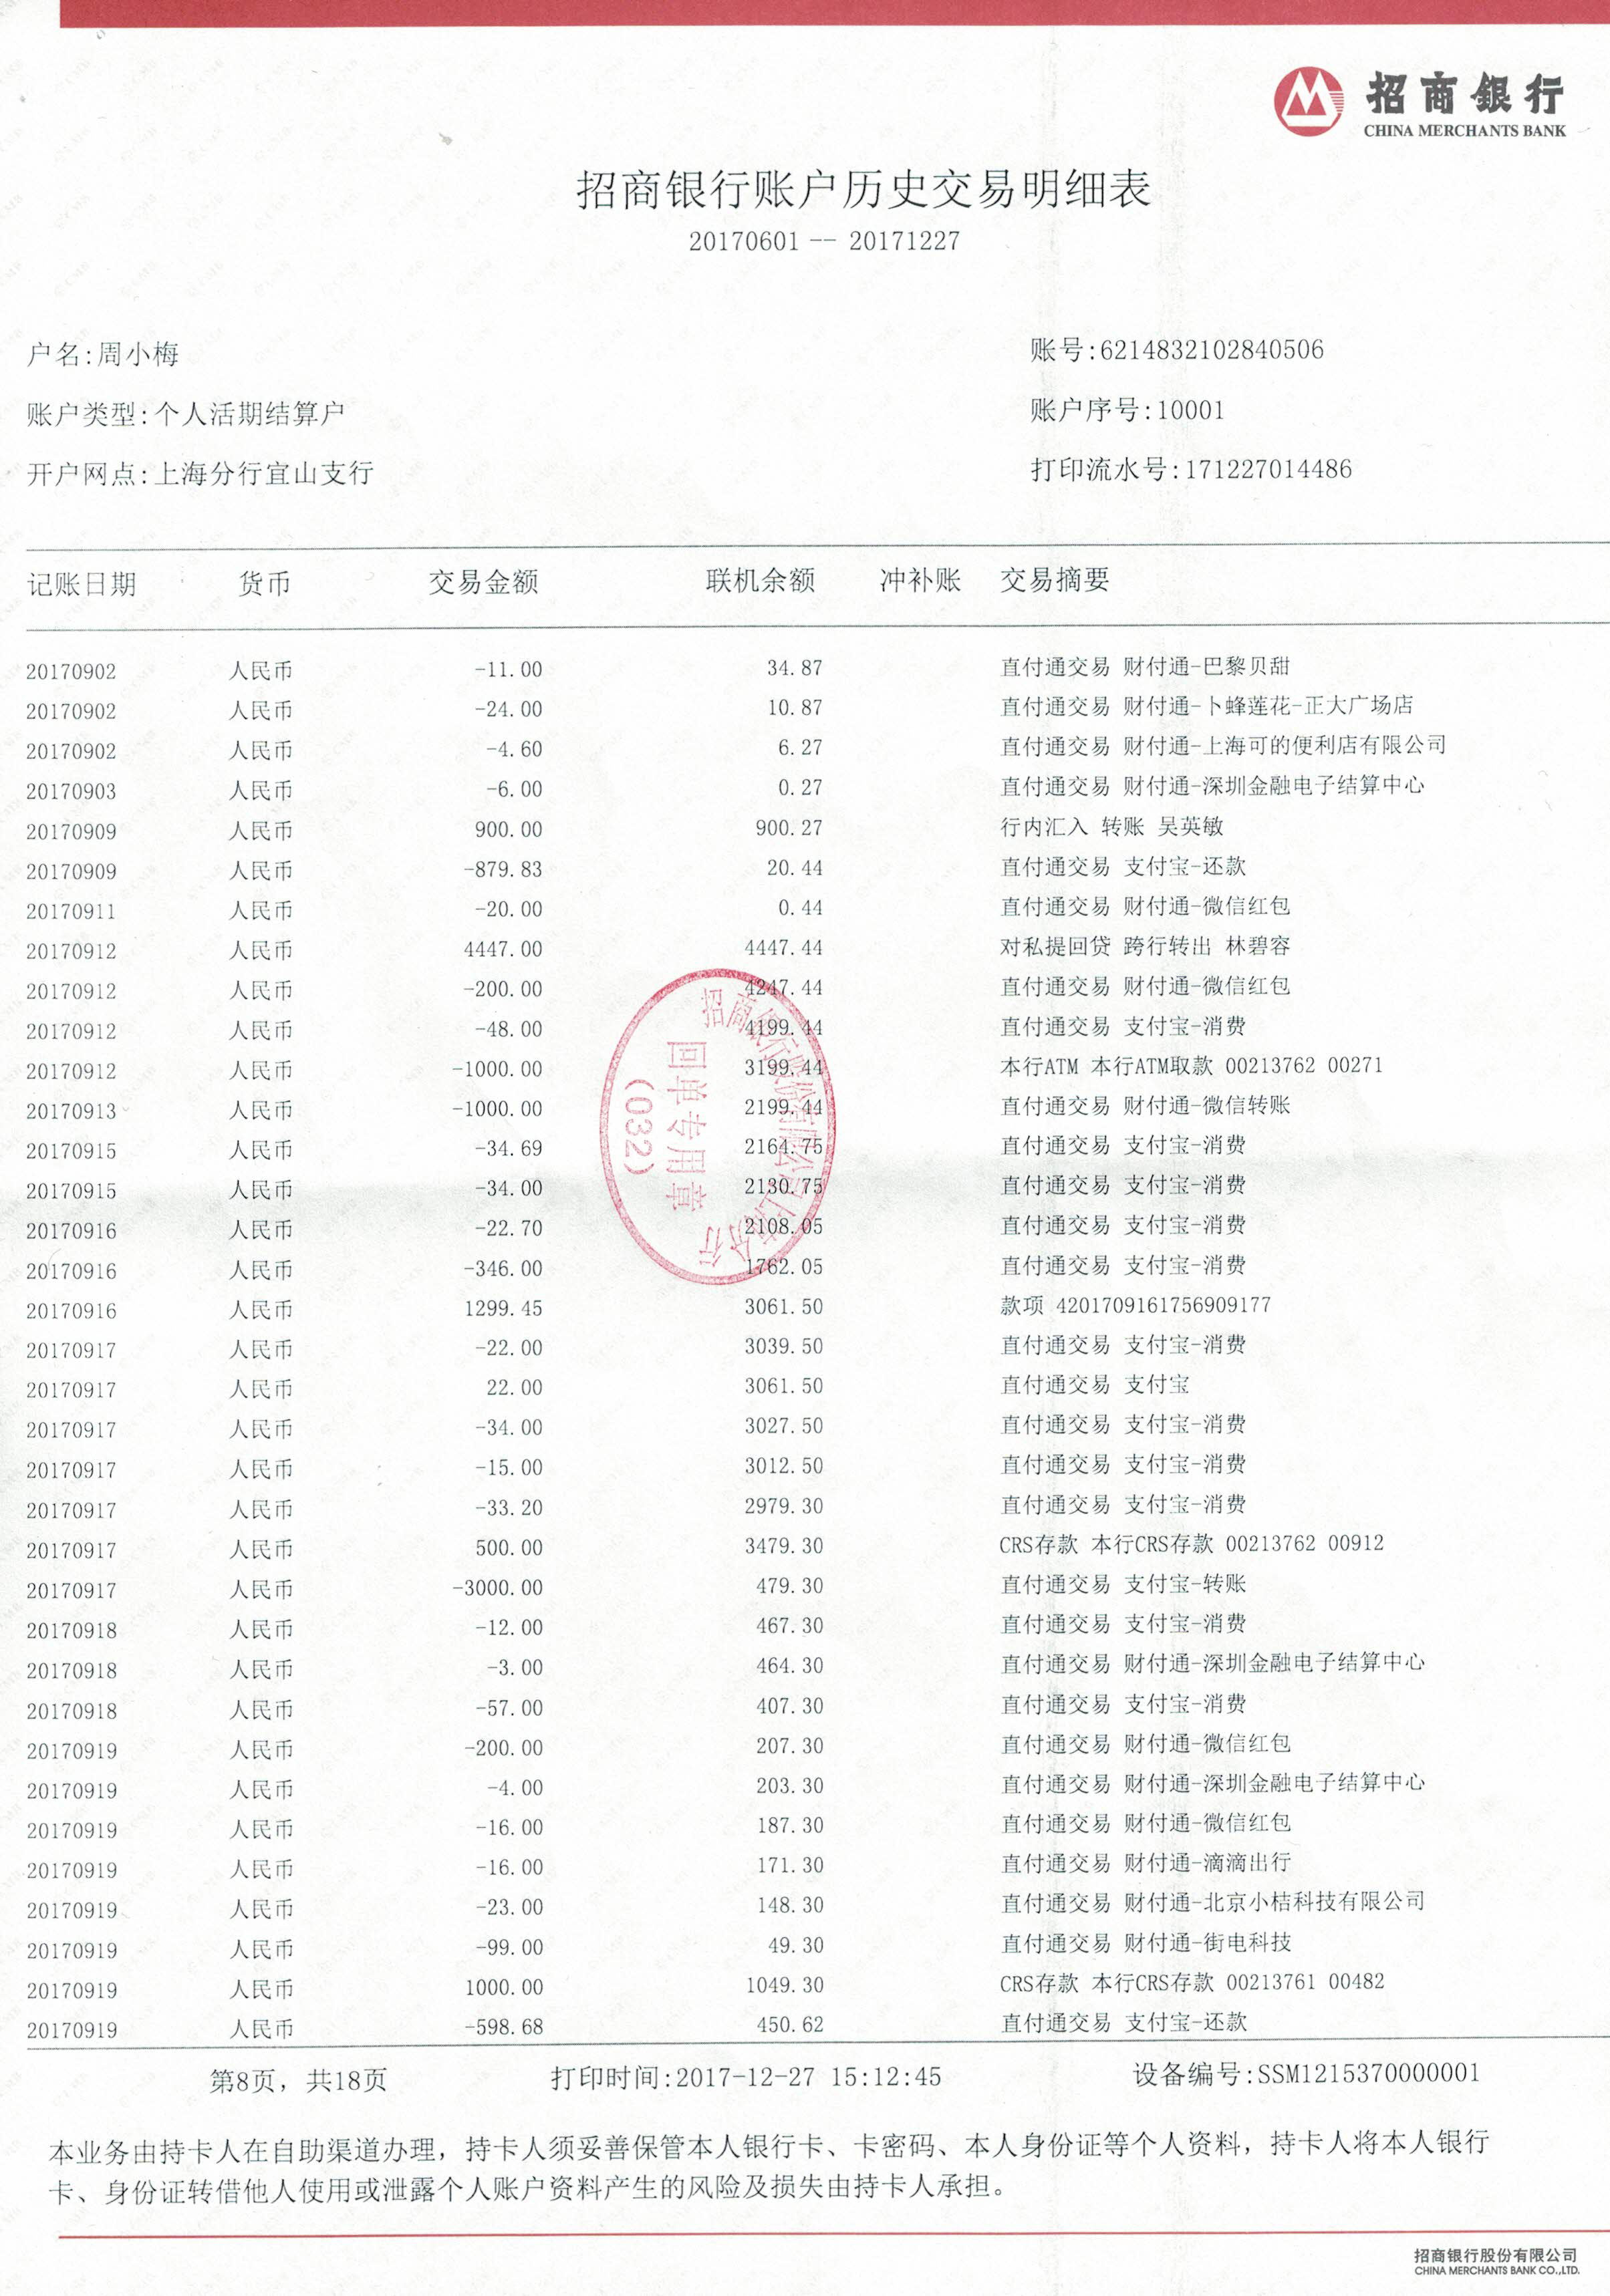 招商銀行
CHINA MERCHANTS BANK
招商银行账户历史交易明细表
20170601 -- 20171227
户名:周小梅 账号:6214832102840506
账户类型:个人活期结算户 账户序号:10001
开户网点:上海分行宜山支行 打印流水号:171227014486
记账日期 货币 交易金额 联机余额 冲补账 交易摘要
20170902 人民币 -11.00 34.87 直付通交易 财付通-巴黎贝甜
20170902 人民币 -24.00 10.87 直付通交易 财付通-卜蜂莲花-正大广场店
20170902 人民币 -4.60 6.27 直付通交易 财付通-上海可的便利店有限公司
20170903 人民币 -6.00 0.27 直付通交易 财付通-深圳金融电子结算中心
20170909 人民币 900.00 900.27 行内汇入 转账 吴英敏
20170909 人民币 -879.83 20.44 直付通交易 支付宝-还款
20170911 人民币 -20.00 0.44 直付通交易 财付通-微信红包
20170912 人民币 4447.00 4447.44 对私提回贷 跨行转出 林碧容
20170912 人民币 -200.00 4247.44 直付通交易 财付通-微信红包
20170912 人民币 -48.00 4199.44 直付通交易 支付宝-消费
20170912 人民币 -1000.00 3199.44 本行ATM 本行ATM取款 00213762 00271
20170913 人民币 -1000.00 2199.44 直付通交易 财付通-微信转账
20170915 人民币 -34.69 2164.75 直付通交易 支付宝-消费
20170915 人民币 -34.00 2130.75 直付通交易 支付宝-消费
20170916 人民币 -22.70 2108.05 直付通交易 支付宝-消费
20170916 人民币 -346.00 1762.05 直付通交易 支付宝-消费
20170916 人民币 1299.45 3061.50 款项 4201709161756909177
20170917 人民币 -22.00 3039.50 直付通交易 支付宝-消费
20170917 人民币 22.00 3061.50 直付通交易 支付宝
20170917 人民币 -34.00 3027.50 直付通交易 支付宝-消费
20170917 人民币 -15.00 3012.50 直付通交易 支付宝-消费
20170917 人民币 -33.20 2979.30 直付通交易 支付宝-消费
20170917 人民币 500.00 3479.30 CRS存款 本行CRS存款 00213762 00912
20170917 人民币 -3000.00 479.30 直付通交易 支付宝-转账
20170918 人民币 -12.00 467.30 直付通交易 支付宝-消费
20170918 人民币 -3.00 464.30 直付通交易 财付通-深圳金融电子结算中心
20170918 人民币 -57.00 407.30 直付通交易 支付宝-消费
20170919 人民币 -200.00 207.30 直付通交易 财付通-微信红包
20170919 人民币 -4.00 203.30 直付通交易 财付通-深圳金融电子结算中心
20170919 人民币 -16.00 187.30 直付通交易 财付通-微信红包
20170919 人民币 -16.00 171.30 直付通交易 财付通-滴滴出行
20170919 人民币 -23.00 148.30 直付通交易 财付通-北京小桔科技有限公司
20170919 人民币 -99.00 49.30 直付通交易 财付通-街电科技
20170919 人民币 1000.00 1049.30 CRS存款 本行CRS存款 00213761 00482
20170919 人民币 -598.68 450.62 直付通交易 支付宝-还款
招商银行股份有限公司上海分行
回单专用章
(032)
第8页，共18页 打印时间:2017-12-27 15:12:45 设备编号:SSM1215370000001
本业务由持卡人在自助渠道办理，持卡人须妥善保管本人银行卡、卡密码、本人身份证等个人资料，持卡人将本人银行
卡、身份证转借他人使用或泄露个人账户资料产生的风险及损失由持卡人承担。
招商银行股份有限公司
CHINA MERCHANTS BANK CO.,LTD.